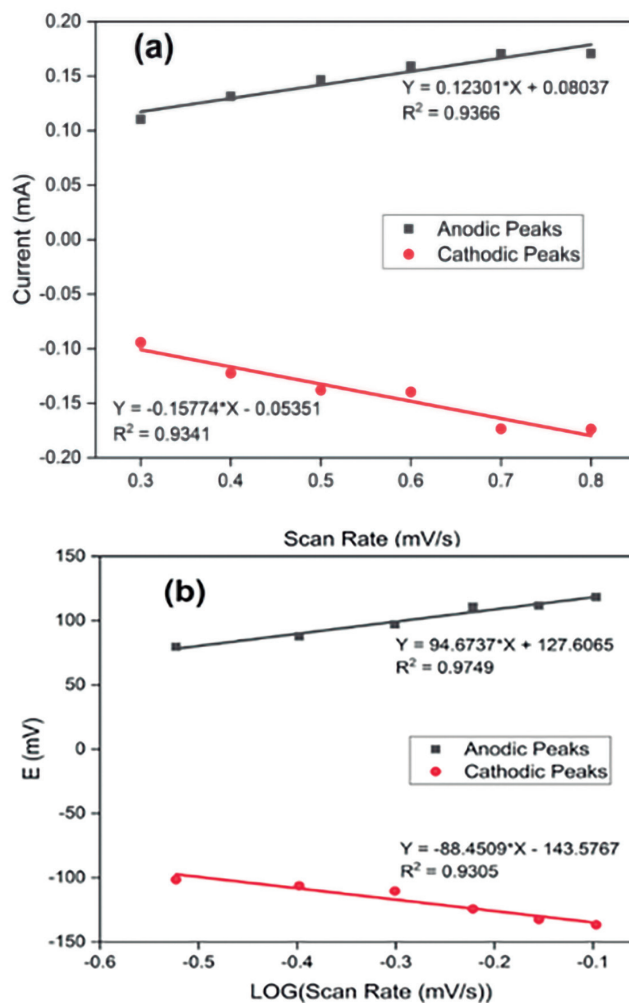 (a)
0.20
0.15
0.10
0.05
0.00
-0.05
-0.10
-0.15
-0.20
Current (mA)
Y = 0.12301*X + 0.08037
R² = 0.9366
Anodic Peaks
Cathodic Peaks
Y = -0.15774*X - 0.05351
R² = 0.9341
0.3 0.4 0.5 0.6 0.7 0.8
Scan Rate (mV/s)
(b)
150
100
50
0
-50
-100
-150
E (mV)
Y = 94.6737*X + 127.6065
R² = 0.9749
Anodic Peaks
Cathodic Peaks
Y = -88.4509*X - 143.5767
R² = 0.9305
-0.6 -0.5 -0.4 -0.3 -0.2 -0.1
LOG(Scan Rate (mV/s))